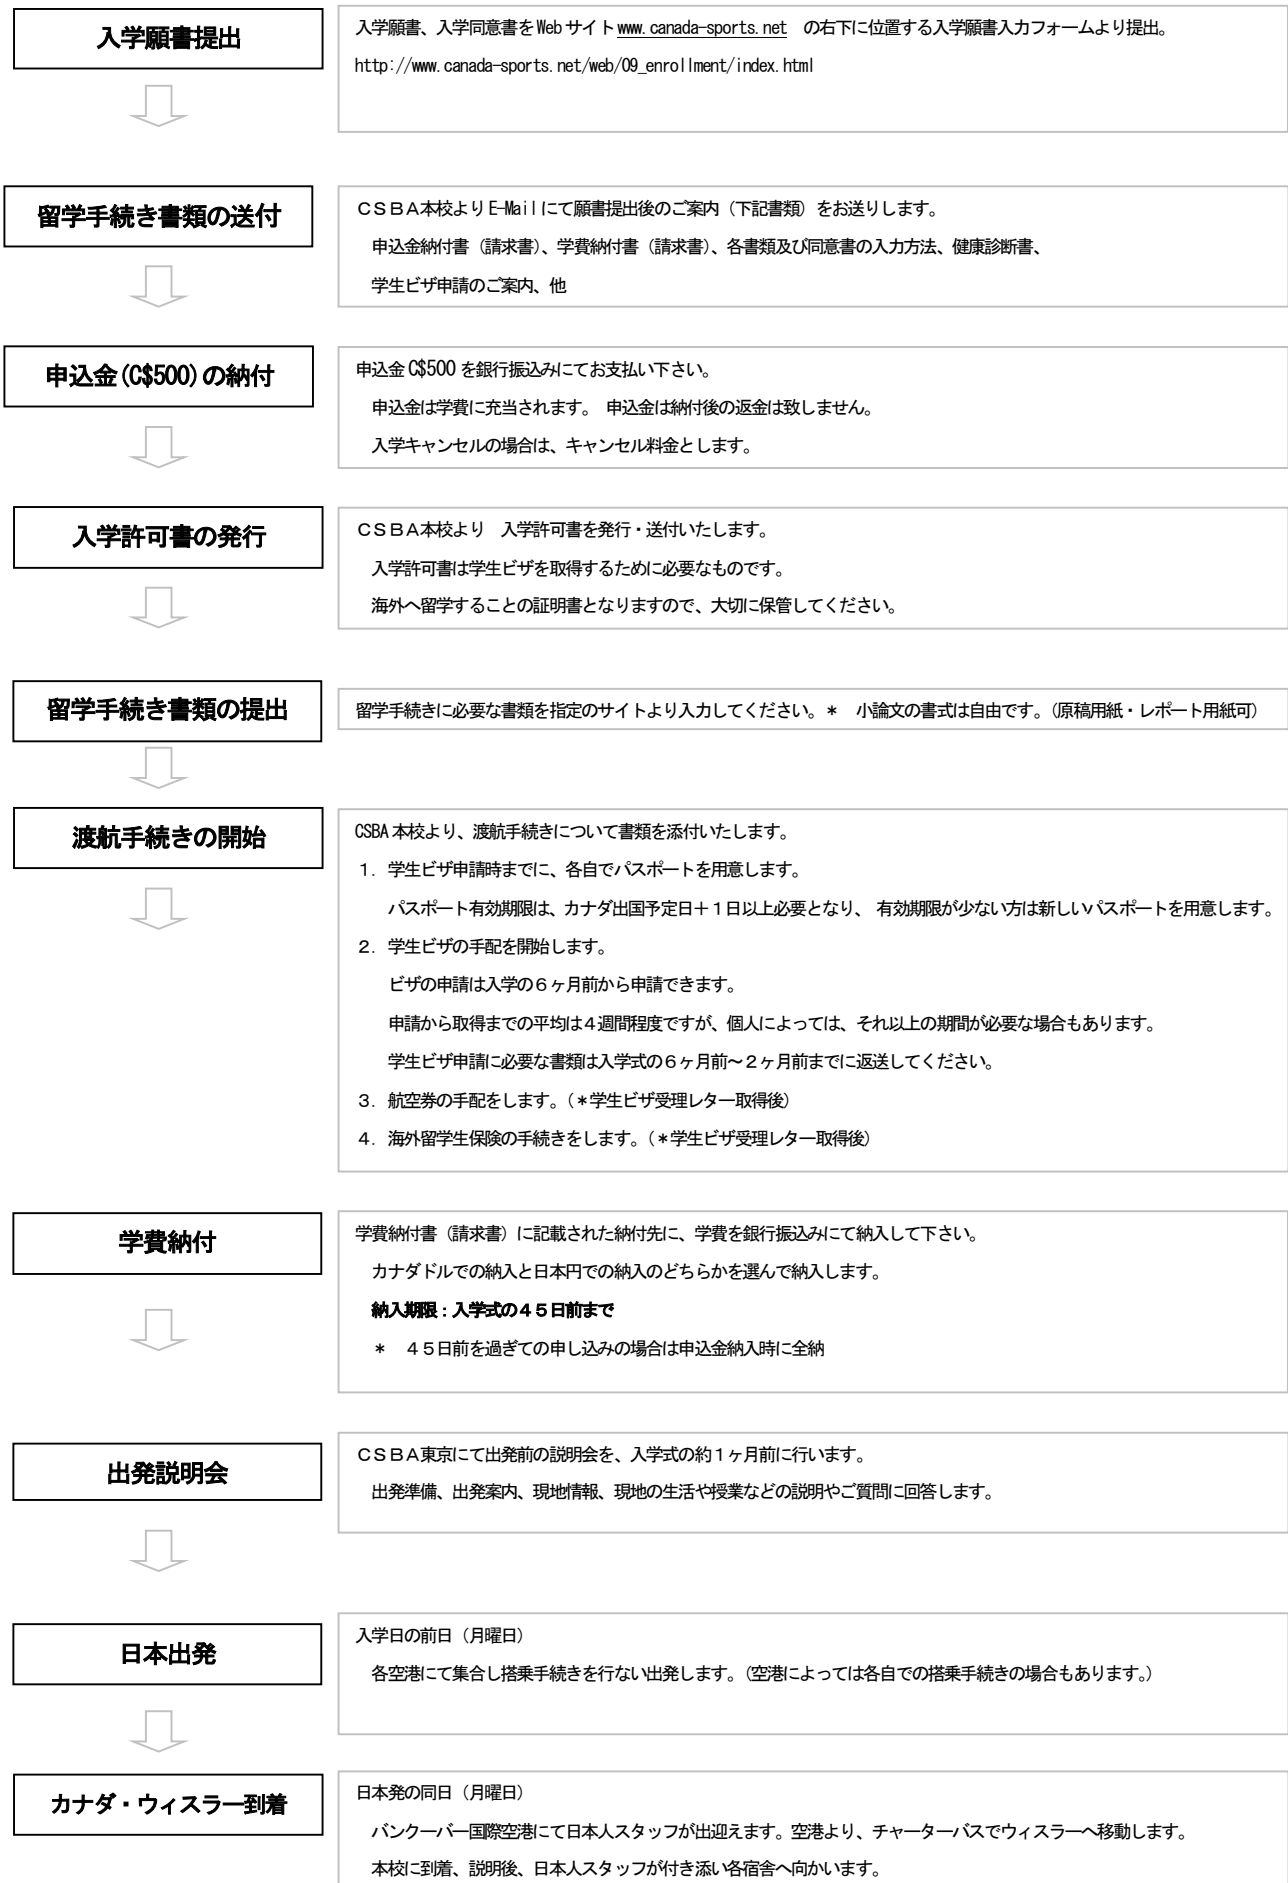 入学願書提出
入学願書、入学同意書をWebサイトwww.canada-sports.net　の右下に位置する入学願書入力フォームより提出。
http://www.canada-sports.net/web/09_enrollment/index.html
留学手続き書類の送付
ＣＳＢＡ本校よりE-Mailにて願書提出後のご案内（下記書類）をお送りします。
申込金納付書（請求書）、学費納付書（請求書）、各書類及び同意書の入力方法、健康診断書、
学生ビザ申請のご案内、他
申込金(C$500)の納付
申込金C$500を銀行振込みにてお支払い下さい。
申込金は学費に充当されます。 申込金は納付後の返金は致しません。
入学キャンセルの場合は、キャンセル料金とします。
入学許可書の発行
ＣＳＢＡ本校より　入学許可書を発行・送付いたします。
入学許可書は学生ビザを取得するために必要なものです。
海外へ留学することの証明書となりますので、大切に保管してください。
留学手続き書類の提出
留学手続きに必要な書類を指定のサイトより入力してください。＊　小論文の書式は自由です。（原稿用紙・レポート用紙可）
渡航手続きの開始
CSBA本校より、渡航手続きについて書類を添付いたします。
１．学生ビザ申請時までに、各自でパスポートを用意します。
パスポート有効期限は、カナダ出国予定日＋１日以上必要となり、 有効期限が少ない方は新しいパスポートを用意します。
２．学生ビザの手配を開始します。
ビザの申請は入学の６ヶ月前から申請できます。
申請から取得までの平均は４週間程度ですが、個人によっては、それ以上の期間が必要な場合もあります。
学生ビザ申請に必要な書類は入学式の６ヶ月前～２ヶ月前までに返送してください。
３．航空券の手配をします。（＊学生ビザ受理レター取得後）
４．海外留学生保険の手続きをします。（＊学生ビザ受理レター取得後）
学費納付
学費納付書（請求書）に記載された納付先に、学費を銀行振込みにて納入して下さい。
カナダドルでの納入と日本円での納入のどちらかを選んで納入します。
納入期限：入学式の４５日前まで
＊　４５日前を過ぎての申し込みの場合は申込金納入時に全納
出発説明会
ＣＳＢＡ東京にて出発前の説明会を、入学式の約１ヶ月前に行います。
出発準備、出発案内、現地情報、現地の生活や授業などの説明やご質問に回答します。
日本出発
入学日の前日（月曜日）
各空港にて集合し搭乗手続きを行ない出発します。（空港によっては各自での搭乗手続きの場合もあります。）
カナダ・ウィスラー到着
日本発の同日（月曜日）
バンクーバー国際空港にて日本人スタッフが出迎えます。空港より、チャーターバスでウィスラーへ移動します。
本校に到着、説明後、日本人スタッフが付き添い各宿舎へ向かいます。